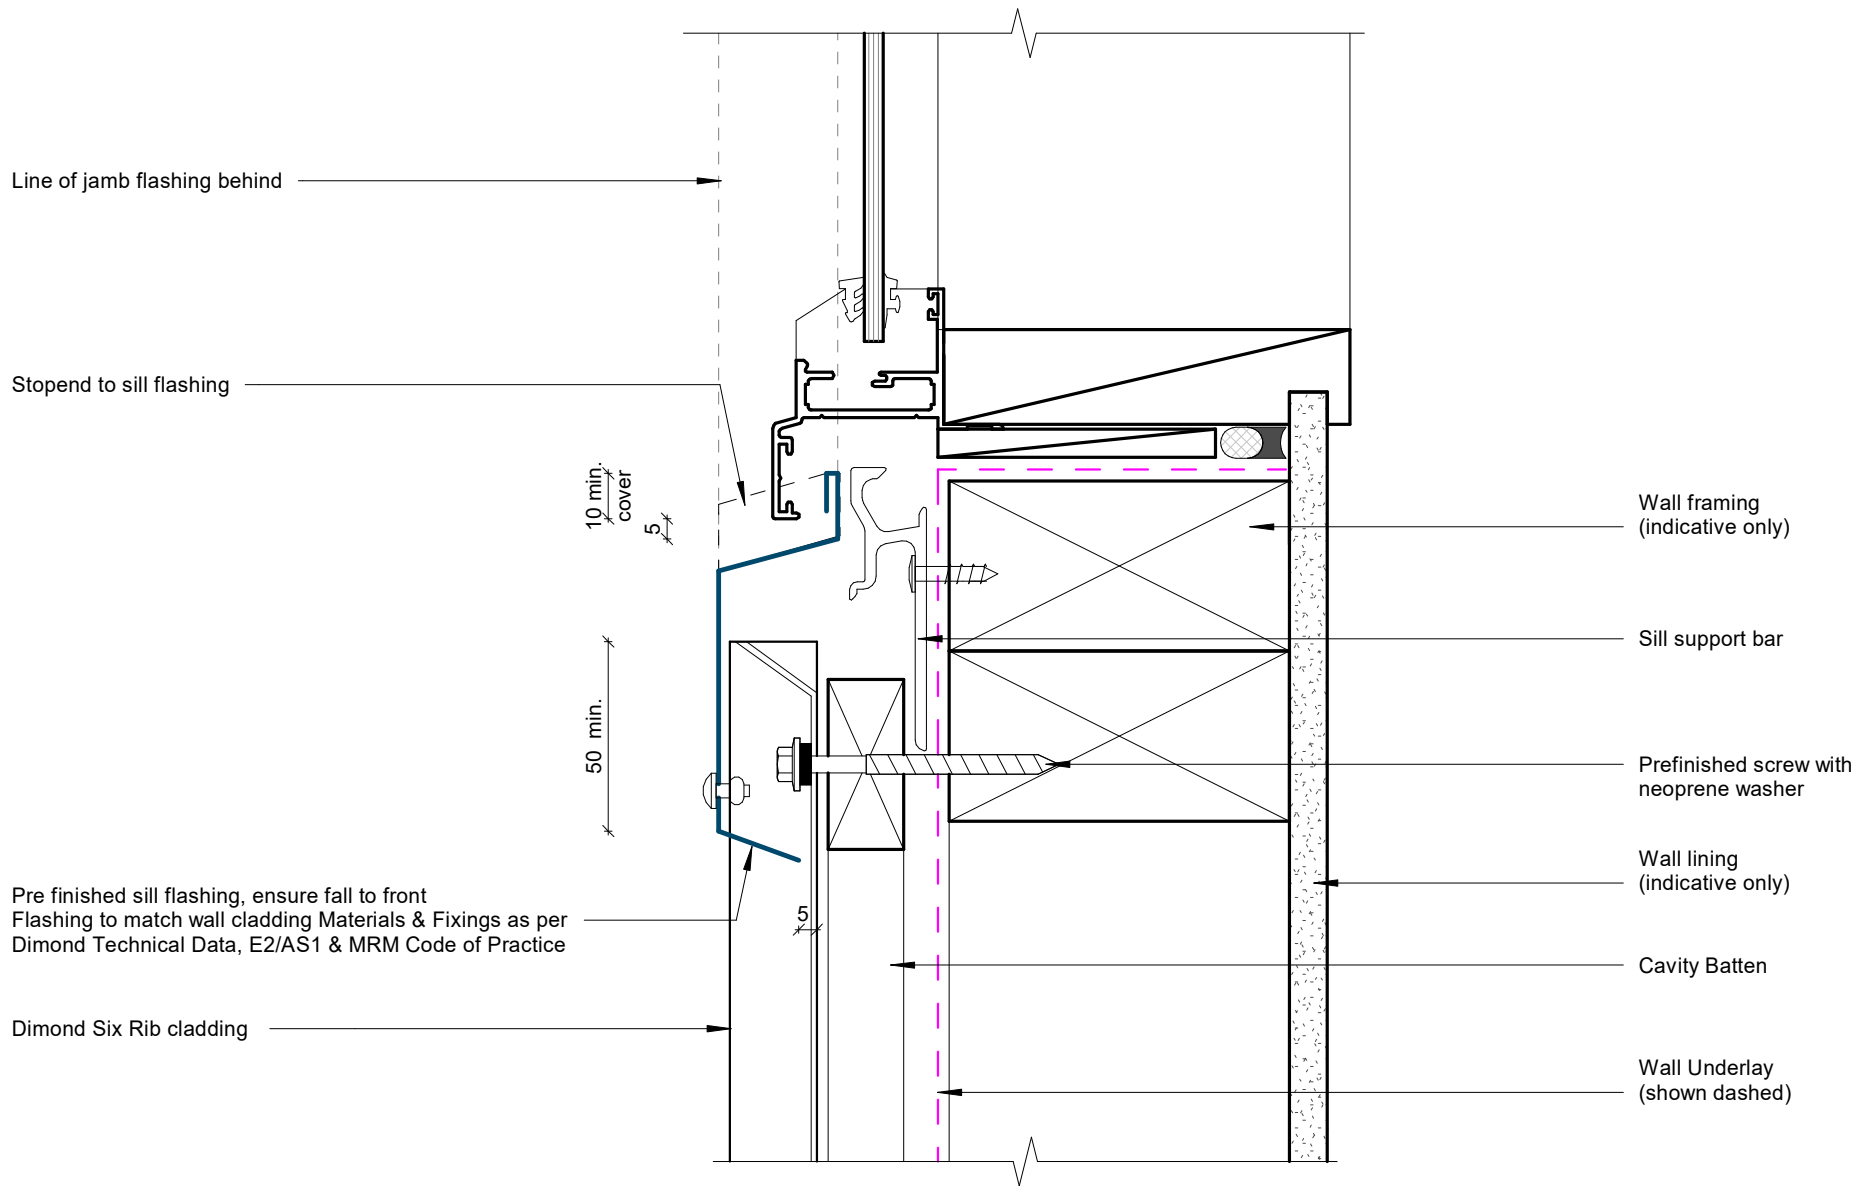 Line of jamb flashing behind
Stopend to sill flashing
10 min.
cover
5
50 min.
Pre finished sill flashing, ensure fall to front
Flashing to match wall cladding Materials & Fixings as per
Dimond Technical Data, E2/AS1 & MRM Code of Practice
5
Dimond Six Rib cladding
Wall framing
(indicative only)
Sill support bar
Prefinished screw with
neoprene washer
Wall lining
(indicative only)
Cavity Batten
Wall Underlay
(shown dashed)